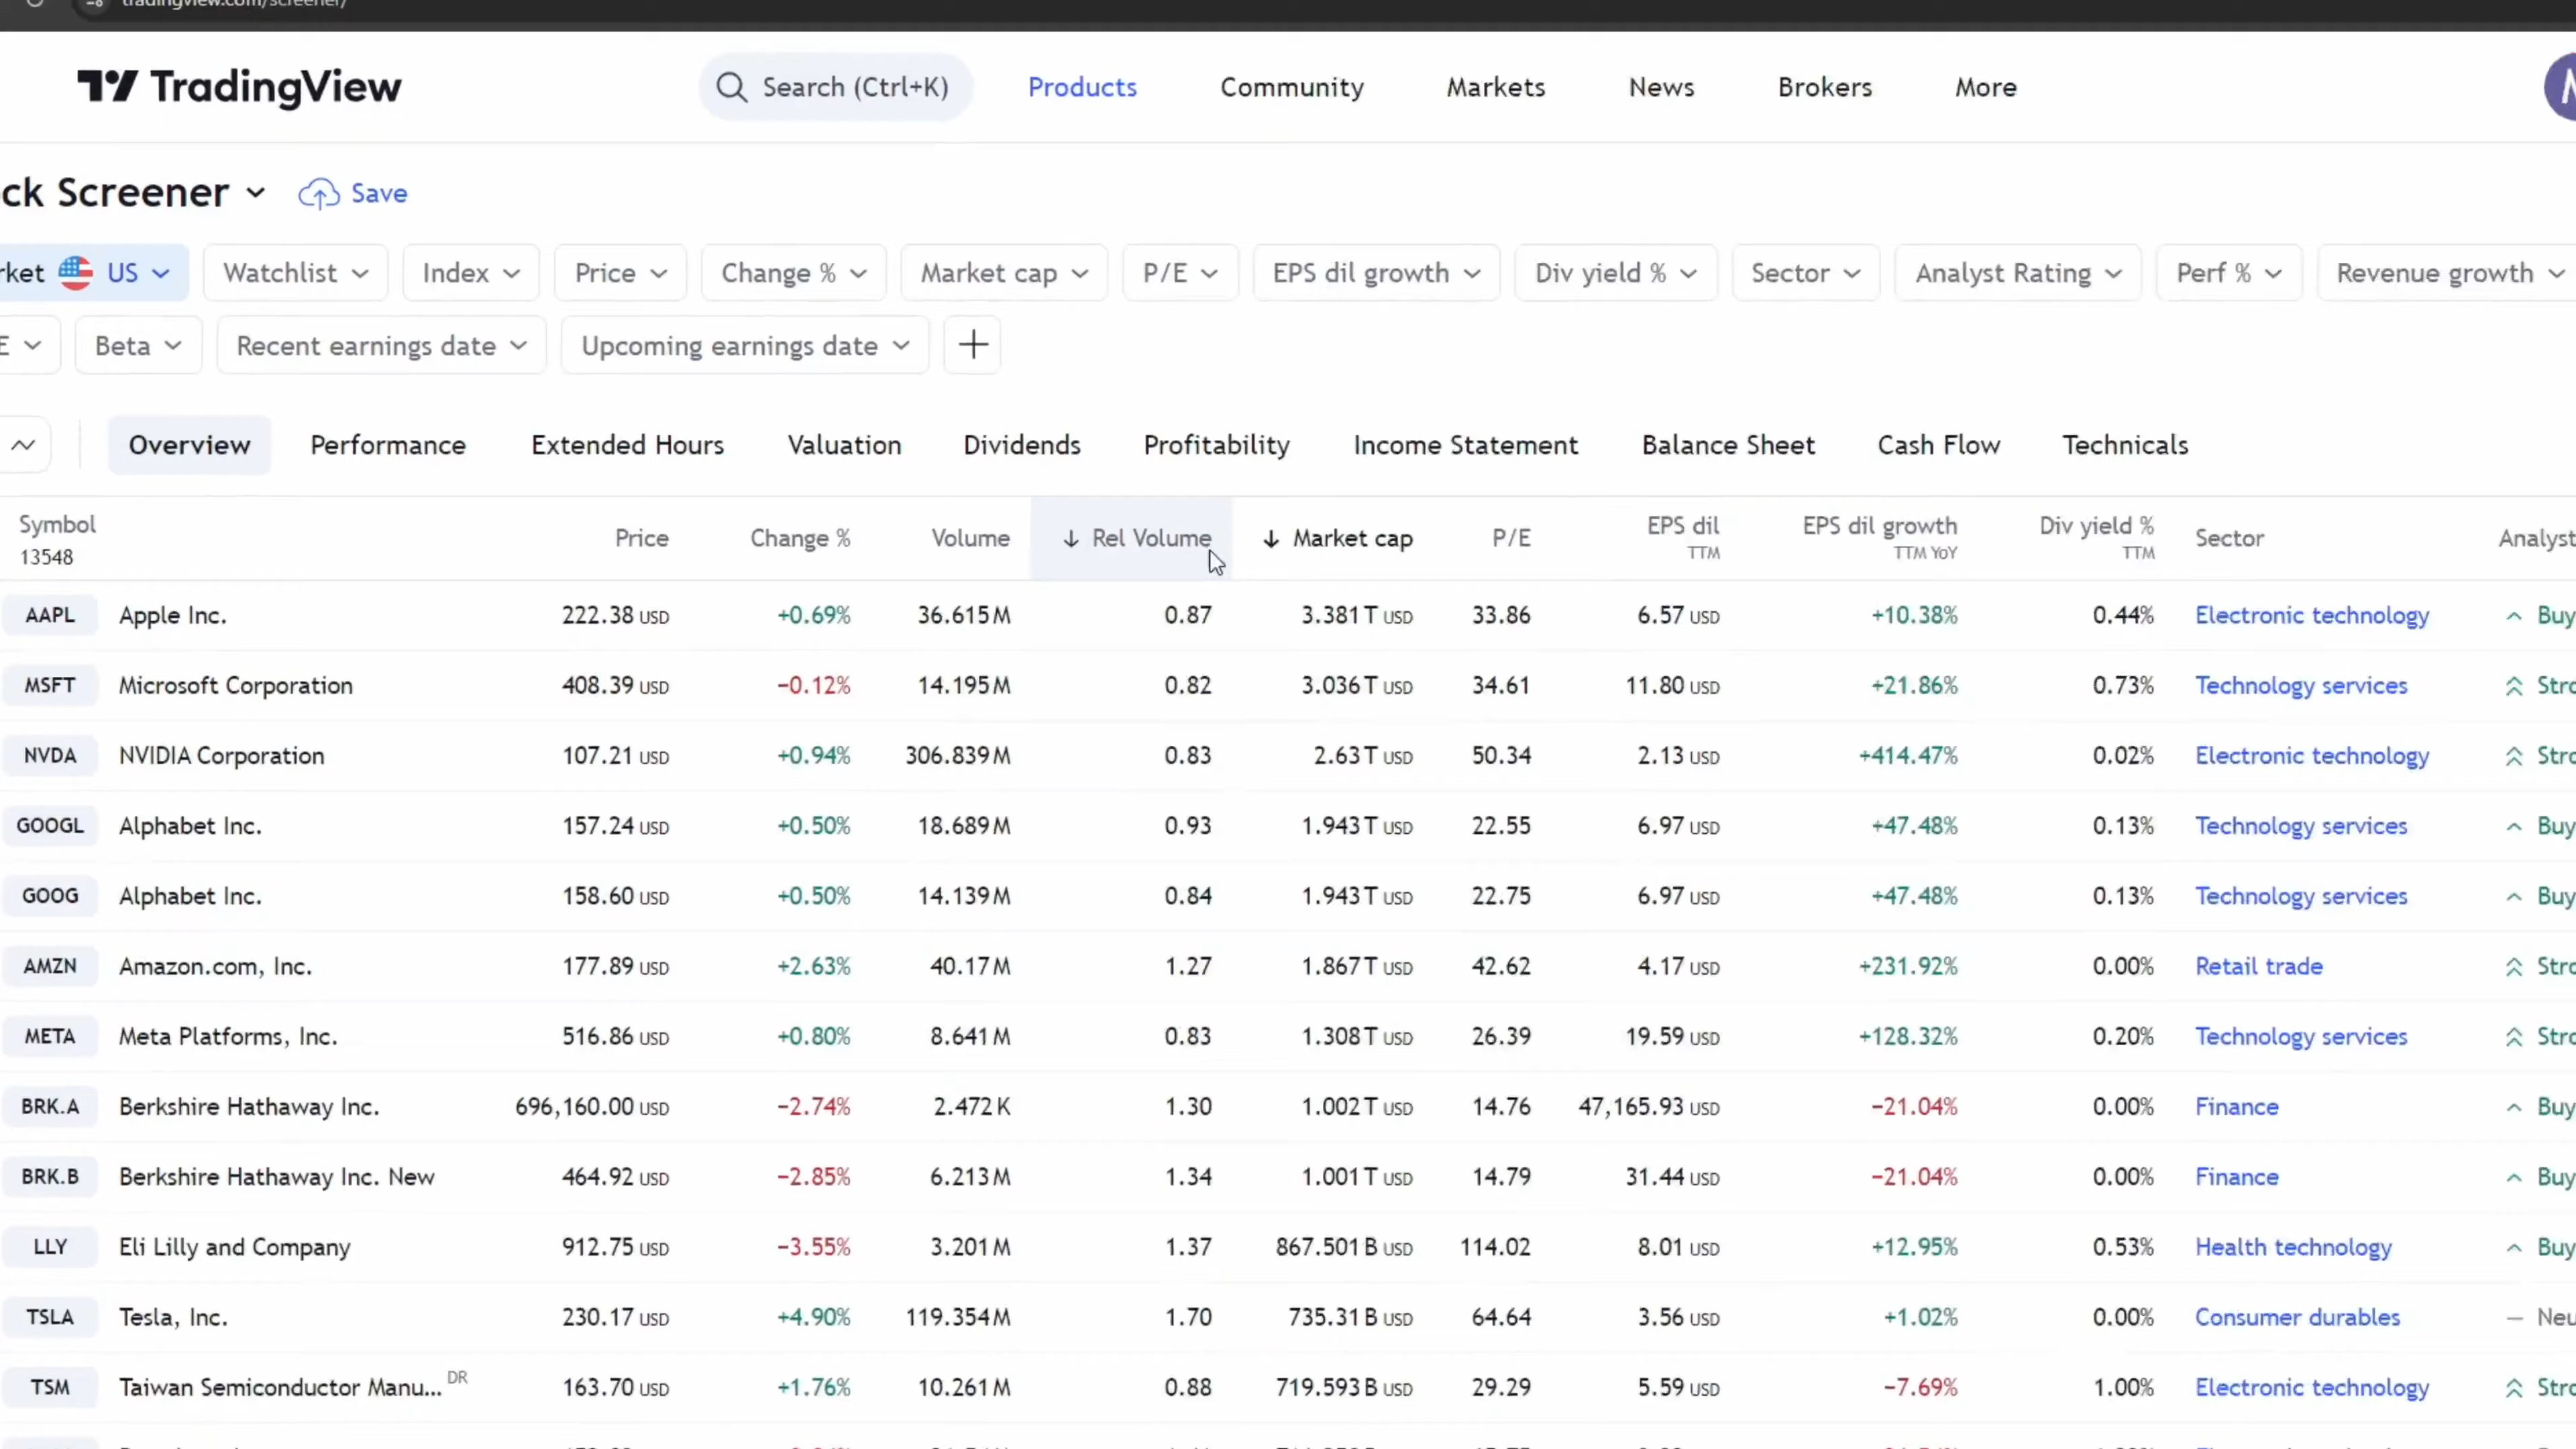 tradingview.com/screener/
TradingView Search (Ctrl+K) Products Community Markets News Brokers More
ck Screener Save
rket US Watchlist Index Price Change % Market cap P/E EPS dil growth Div yield % Sector Analyst Rating Perf % Revenue growth
E Beta Recent earnings date Upcoming earnings date +
Overview Performance Extended Hours Valuation Dividends Profitability Income Statement Balance Sheet Cash Flow Technicals
Symbol Price Change % Volume Rel Volume Market cap P/E EPS dil EPS dil growth Div yield % Sector Analyst
13548 TTM TTM YoY TTM
AAPL Apple Inc. 222.38 USD +0.69% 36.615 M 0.87 3.381 T USD 33.86 6.57 USD +10.38% 0.44% Electronic technology Buy
MSFT Microsoft Corporation 408.39 USD −0.12% 14.195 M 0.82 3.036 T USD 34.61 11.80 USD +21.86% 0.73% Technology services Stro
NVDA NVIDIA Corporation 107.21 USD +0.94% 306.839 M 0.83 2.63 T USD 50.34 2.13 USD +414.47% 0.02% Electronic technology Stro
GOOGL Alphabet Inc. 157.24 USD +0.50% 18.689 M 0.93 1.943 T USD 22.55 6.97 USD +47.48% 0.13% Technology services Buy
GOOG Alphabet Inc. 158.60 USD +0.50% 14.139 M 0.84 1.943 T USD 22.75 6.97 USD +47.48% 0.13% Technology services Buy
AMZN Amazon.com, Inc. 177.89 USD +2.63% 40.17 M 1.27 1.867 T USD 42.62 4.17 USD +231.92% 0.00% Retail trade Stro
META Meta Platforms, Inc. 516.86 USD +0.80% 8.641 M 0.83 1.308 T USD 26.39 19.59 USD +128.32% 0.20% Technology services Stro
BRK.A Berkshire Hathaway Inc. 696,160.00 USD −2.74% 2.472 K 1.30 1.002 T USD 14.76 47,165.93 USD −21.04% 0.00% Finance Buy
BRK.B Berkshire Hathaway Inc. New 464.92 USD −2.85% 6.213 M 1.34 1.001 T USD 14.79 31.44 USD −21.04% 0.00% Finance Buy
LLY Eli Lilly and Company 912.75 USD −3.55% 3.201 M 1.37 867.501 B USD 114.02 8.01 USD +12.95% 0.53% Health technology Buy
TSLA Tesla, Inc. 230.17 USD +4.90% 119.354 M 1.70 735.31 B USD 64.64 3.56 USD +1.02% 0.00% Consumer durables Neu
TSM Taiwan Semiconductor Manu... DR 163.70 USD +1.76% 10.261 M 0.88 719.593 B USD 29.29 5.59 USD −7.69% 1.00% Electronic technology Stro